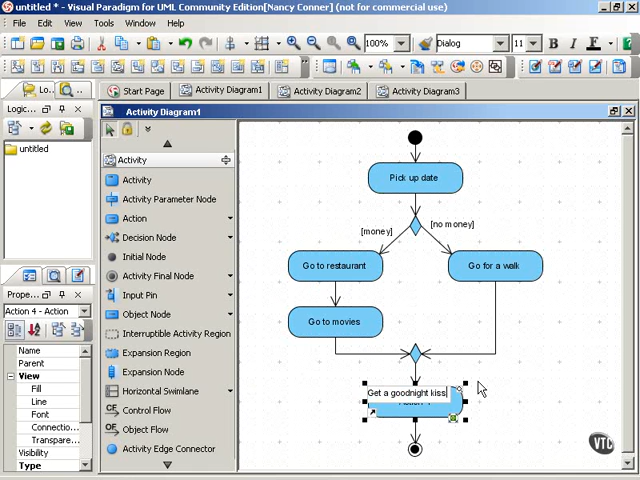 untitled * - Visual Paradigm for UML Community Edition[Nancy Conner] (not for commercial use)
File Edit View Tools Window Help
100% Dialog 11 B I F
Lo... Start Page Activity Diagram1 Activity Diagram2 Activity Diagram3
Logic...
untitled
Activity Diagram1
Activity
Activity
Activity Parameter Node
Action
Decision Node
Initial Node
Activity Final Node
Input Pin
Object Node
Interruptible Activity Region
Expansion Region
Expansion Node
Horizontal Swimlane
CF Control Flow
OF Object Flow
Activity Edge Connector
Prope...
Action 4 - Action
Name
Parent
View
Fill
Line
Font
Connectio...
Transpare...
Visibility
Type
Pick up date
[money]
[no money]
Go to restaurant
Go for a walk
Go to movies
Get a goodnight kiss
VTC